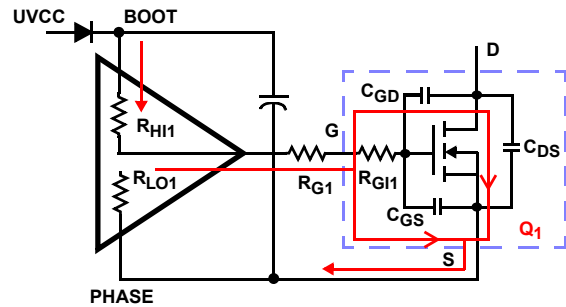 UVCC
BOOT
D
CGD
RHI1
G
CDS
RLO1
RG1
RGI1
CGS
Q1
S
PHASE